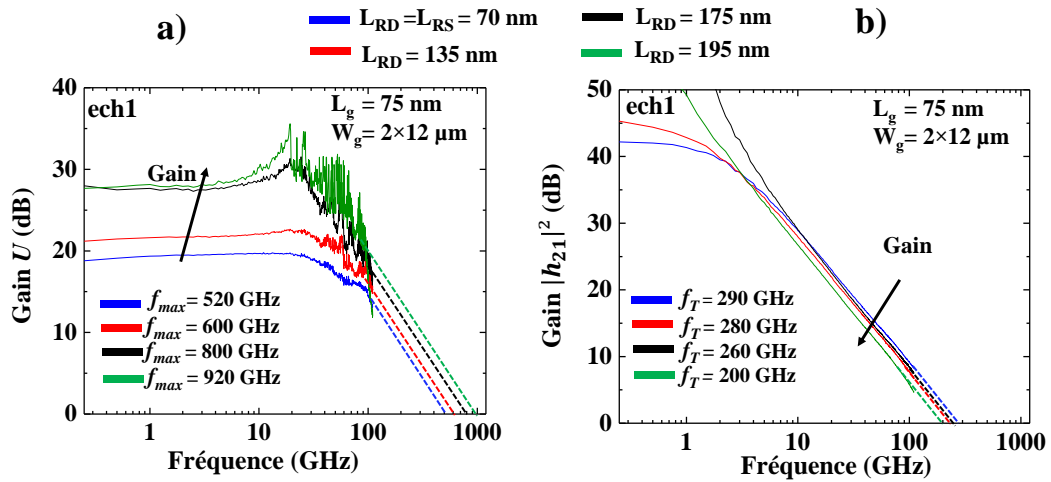 a)
L_RD = L_RS = 70 nm
L_RD = 135 nm
L_RD = 175 nm
L_RD = 195 nm
b)
ech1
L_g = 75 nm
W_g = 2×12 µm
Gain
f_max = 520 GHz
f_max = 600 GHz
f_max = 800 GHz
f_max = 920 GHz
Gain U (dB)
40
30
20
10
0
1 10 100 1000
Fréquence (GHz)
ech1
L_g = 75 nm
W_g = 2×12 µm
Gain
f_T = 290 GHz
f_T = 280 GHz
f_T = 260 GHz
f_T = 200 GHz
Gain |h_21|^2 (dB)
50
40
30
20
10
0
1 10 100 1000
Fréquence (GHz)